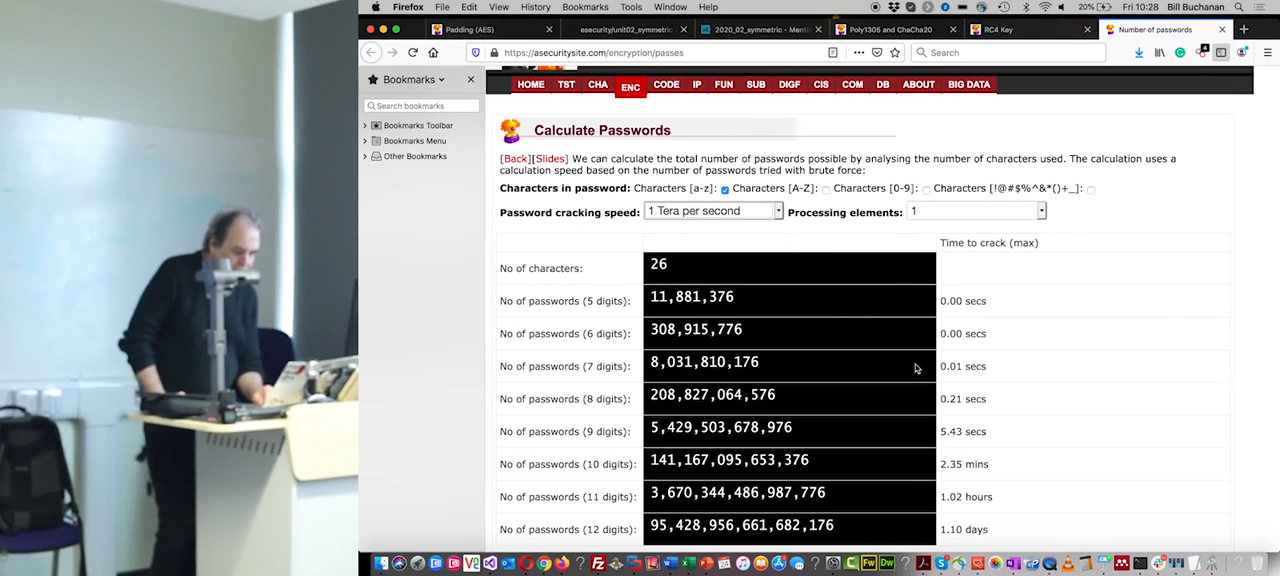 Firefox File Edit View History Bookmarks Tools Window Help 20% Fri 10:28 Bill Buchanan
Padding (AES) esecurity/unit02_symmetric 2020_02_symmetric - Menti Poly1305 and ChaCha20 RC4 Key Number of passwords
https://asecuritysite.com/encryption/passes Search
Bookmarks
Search bookmarks
Bookmarks Toolbar
Bookmarks Menu
Other Bookmarks
HOME TST CHA ENC CODE IP FUN SUB DIGF CIS COM DB ABOUT BIG DATA
Calculate Passwords
[Back][Slides] We can calculate the total number of passwords possible by analysing the number of characters used. The calculation uses a
calculation speed based on the number of passwords tried with brute force:
Characters in password: Characters [a-z]: Characters [A-Z]: Characters [0-9]: Characters [!@#$%^&*()+_]:
Password cracking speed: 1 Tera per second Processing elements: 1
Time to crack (max)
No of characters: 26
No of passwords (5 digits): 11,881,376 0.00 secs
No of passwords (6 digits): 308,915,776 0.00 secs
No of passwords (7 digits): 8,031,810,176 0.01 secs
No of passwords (8 digits): 208,827,064,576 0.21 secs
No of passwords (9 digits): 5,429,503,678,976 5.43 secs
No of passwords (10 digits): 141,167,095,653,376 2.35 mins
No of passwords (11 digits): 3,670,344,486,987,776 1.02 hours
No of passwords (12 digits): 95,428,956,661,682,176 1.10 days